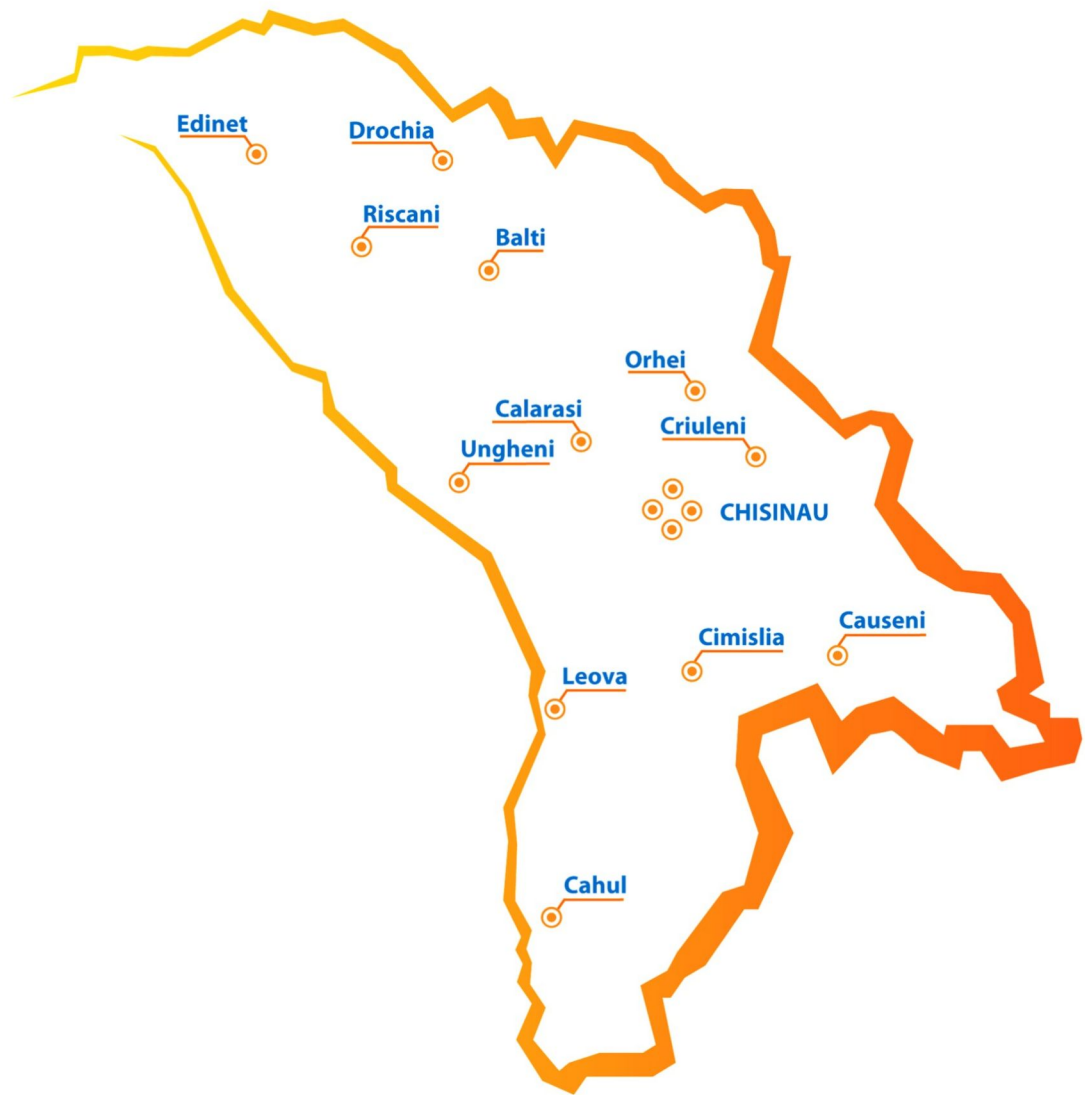 Edinet
Drochia
Riscani
Balti
Orhei
Calarasi
Criuleni
Ungheni
CHISINAU
Causeni
Cimislia
Leova
Cahul